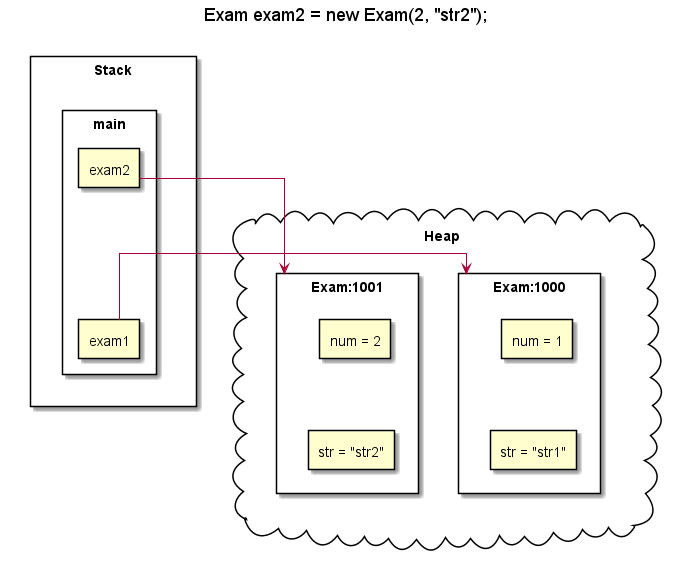 Exam exam2 = new Exam(2, "str2");
Stack
main
exam2
exam1
Heap
Exam:1001
num = 2
str = "str2"
Exam:1000
num = 1
str = "str1"